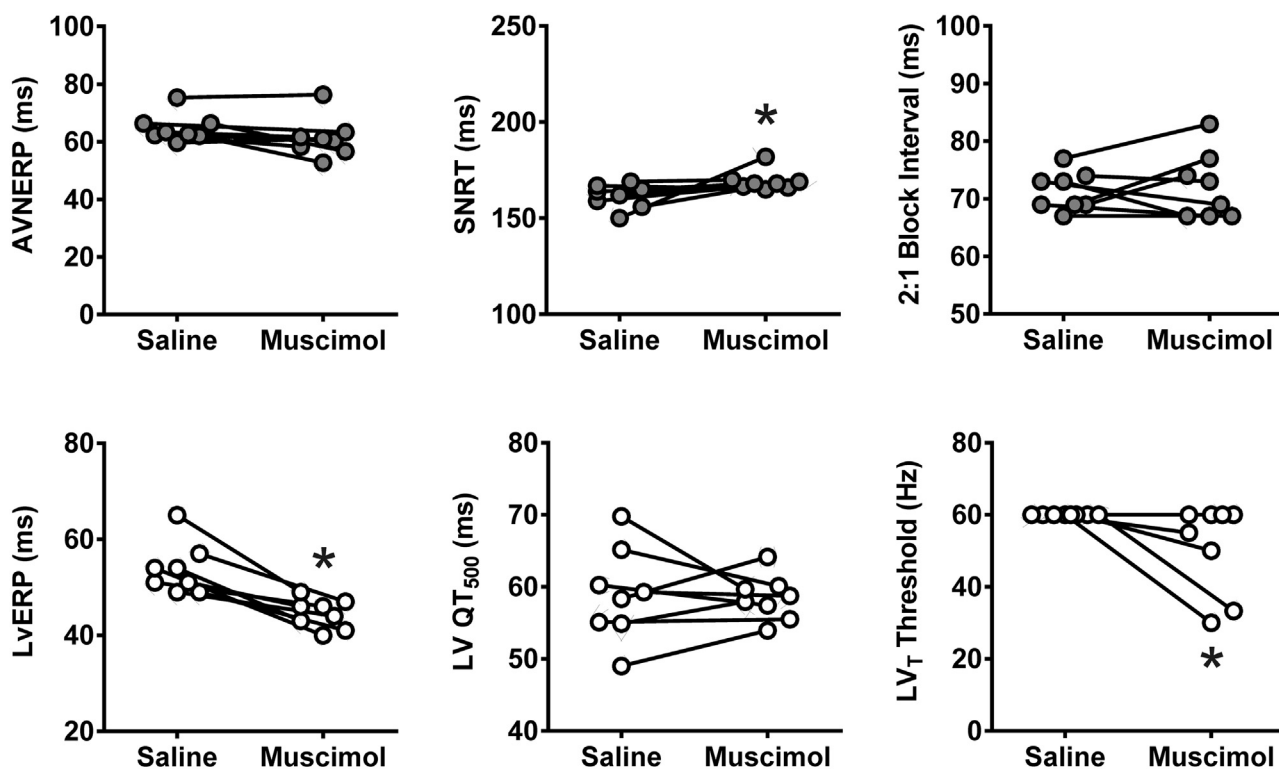 AVNERP (ms)
100
80
60
40
20
0
Saline Muscimol
SNRT (ms)
250
200
150
100
*
Saline Muscimol
2:1 Block Interval (ms)
100
90
80
70
60
50
Saline Muscimol
LvERP (ms)
80
60
40
20
*
Saline Muscimol
LV QT500 (ms)
80
70
60
50
40
Saline Muscimol
LVT Threshold (Hz)
80
60
40
20
0
*
Saline Muscimol